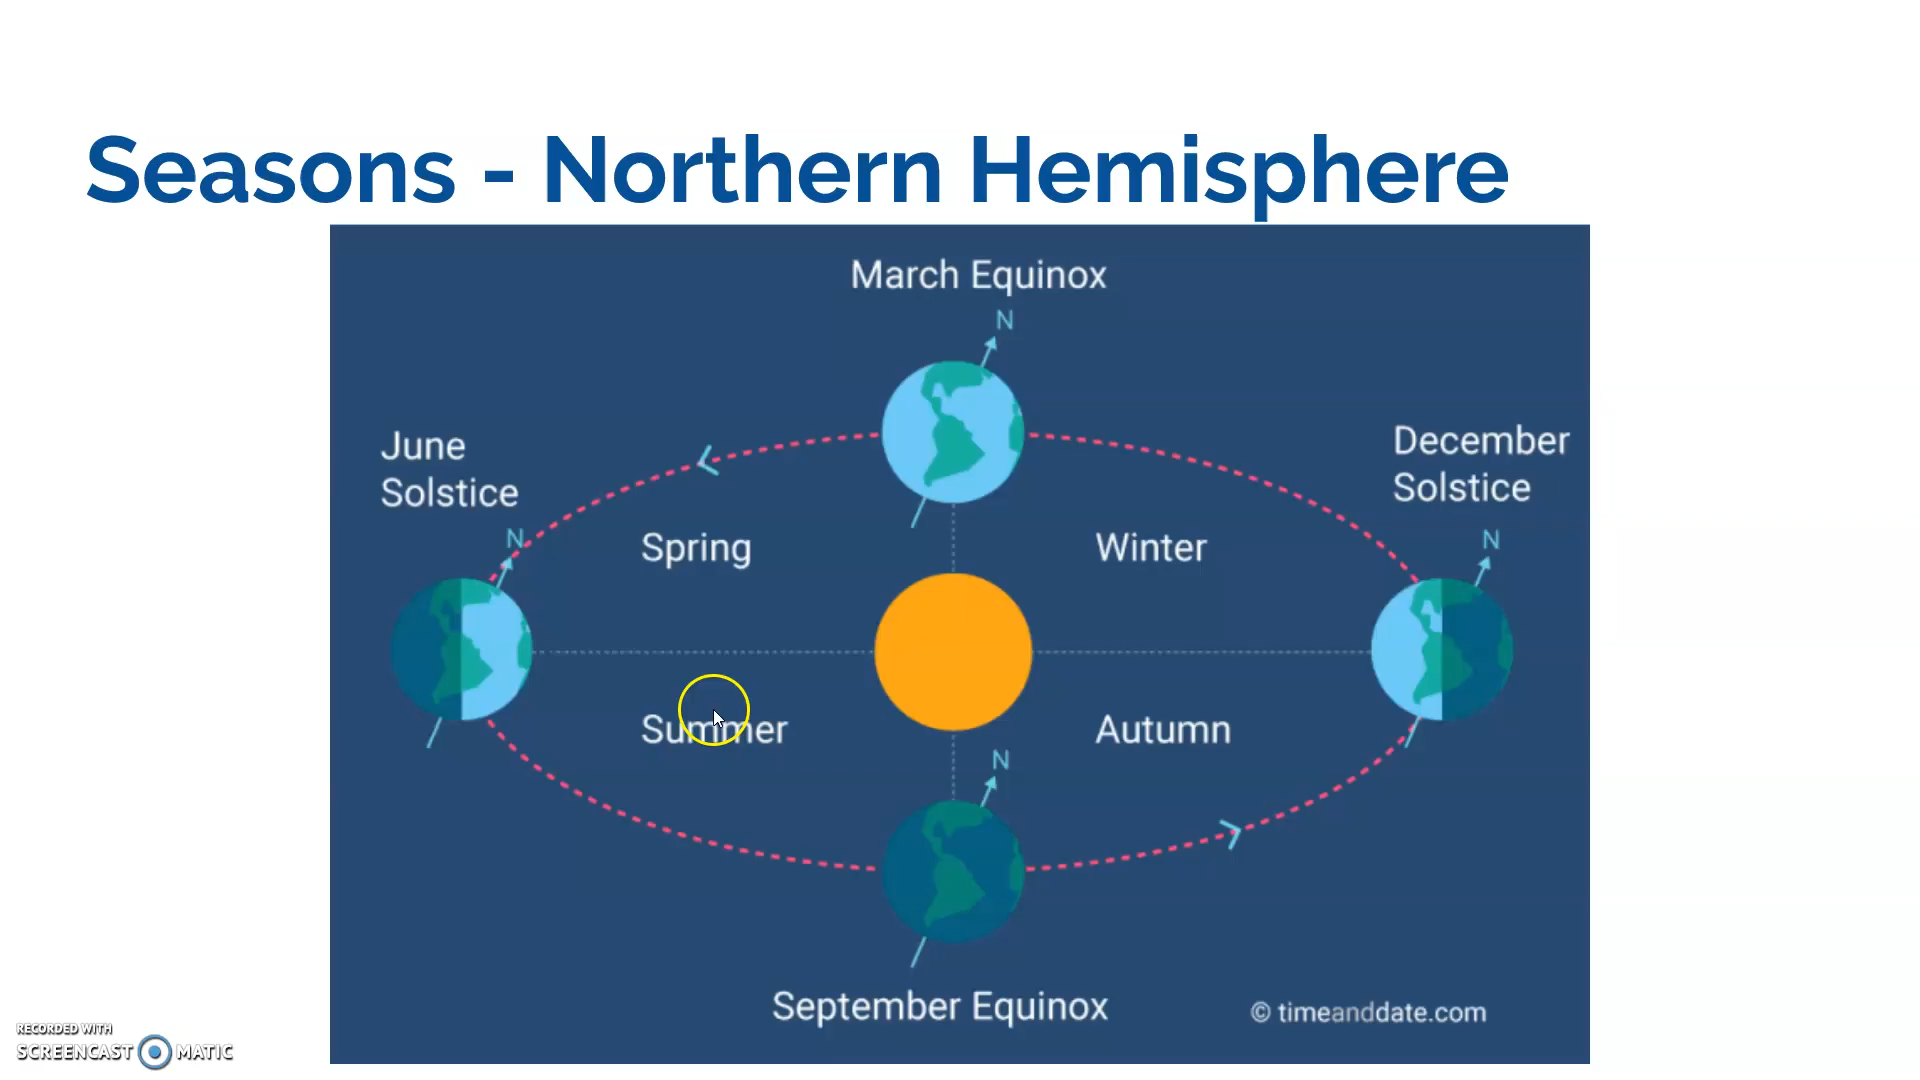 Seasons - Northern Hemisphere
March Equinox
N
June
Solstice
December
Solstice
N
N
Spring
Winter
Summer
Autumn
N
September Equinox
© timeanddate.com
RECORDED WITH
SCREENCAST MATIC